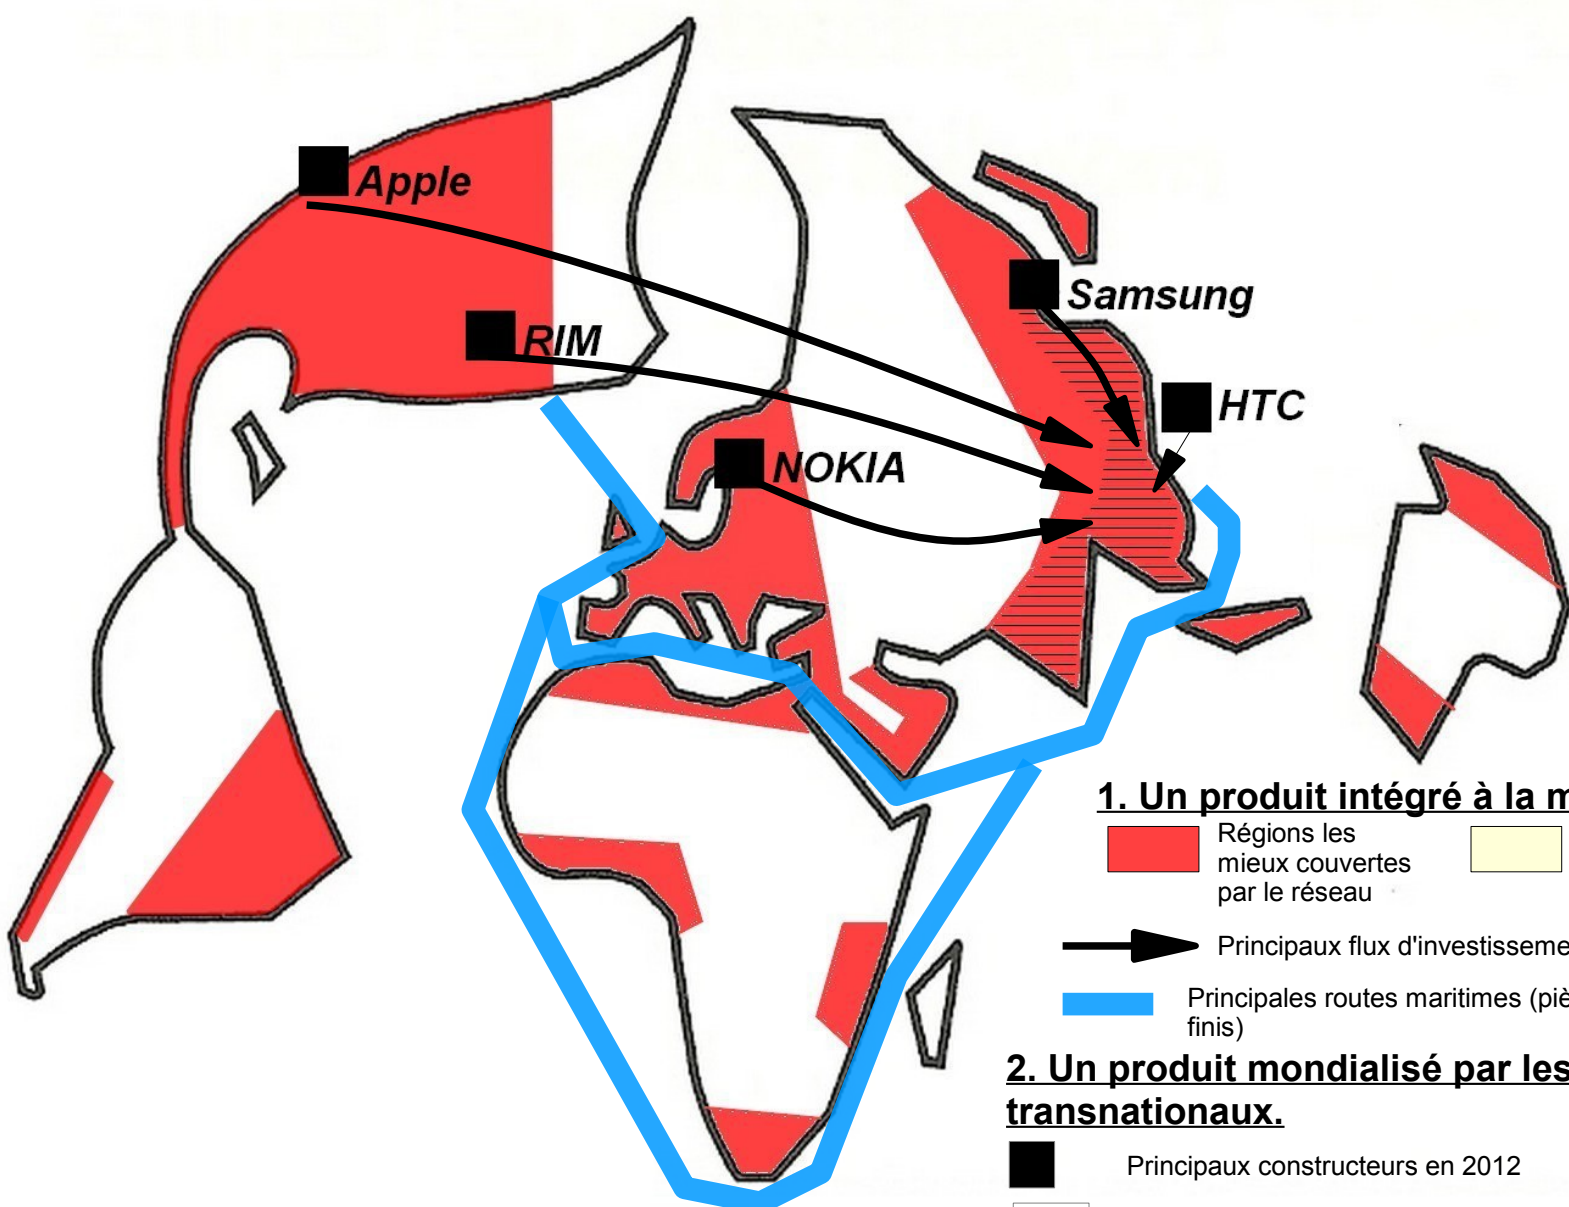 Apple
Samsung
RIM
HTC
NOKIA
1. Un produit intégré à la m
Régions les
mieux couvertes
par le réseau
Principaux flux d'investisseme
Principales routes maritimes (piè
finis)
2. Un produit mondialisé par les
transnationaux.
Principaux constructeurs en 2012